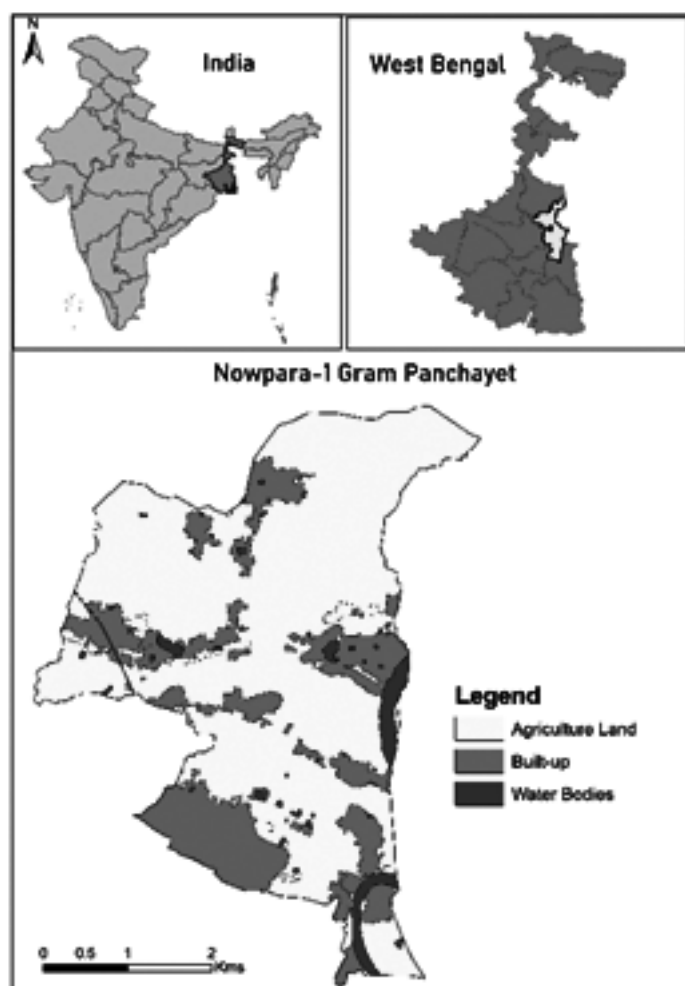 N
India
West Bengal
Nowpara-1 Gram Panchayet
Legend
Agriculture Land
Built-up
Water Bodies
0 0.5 1 2
Kms